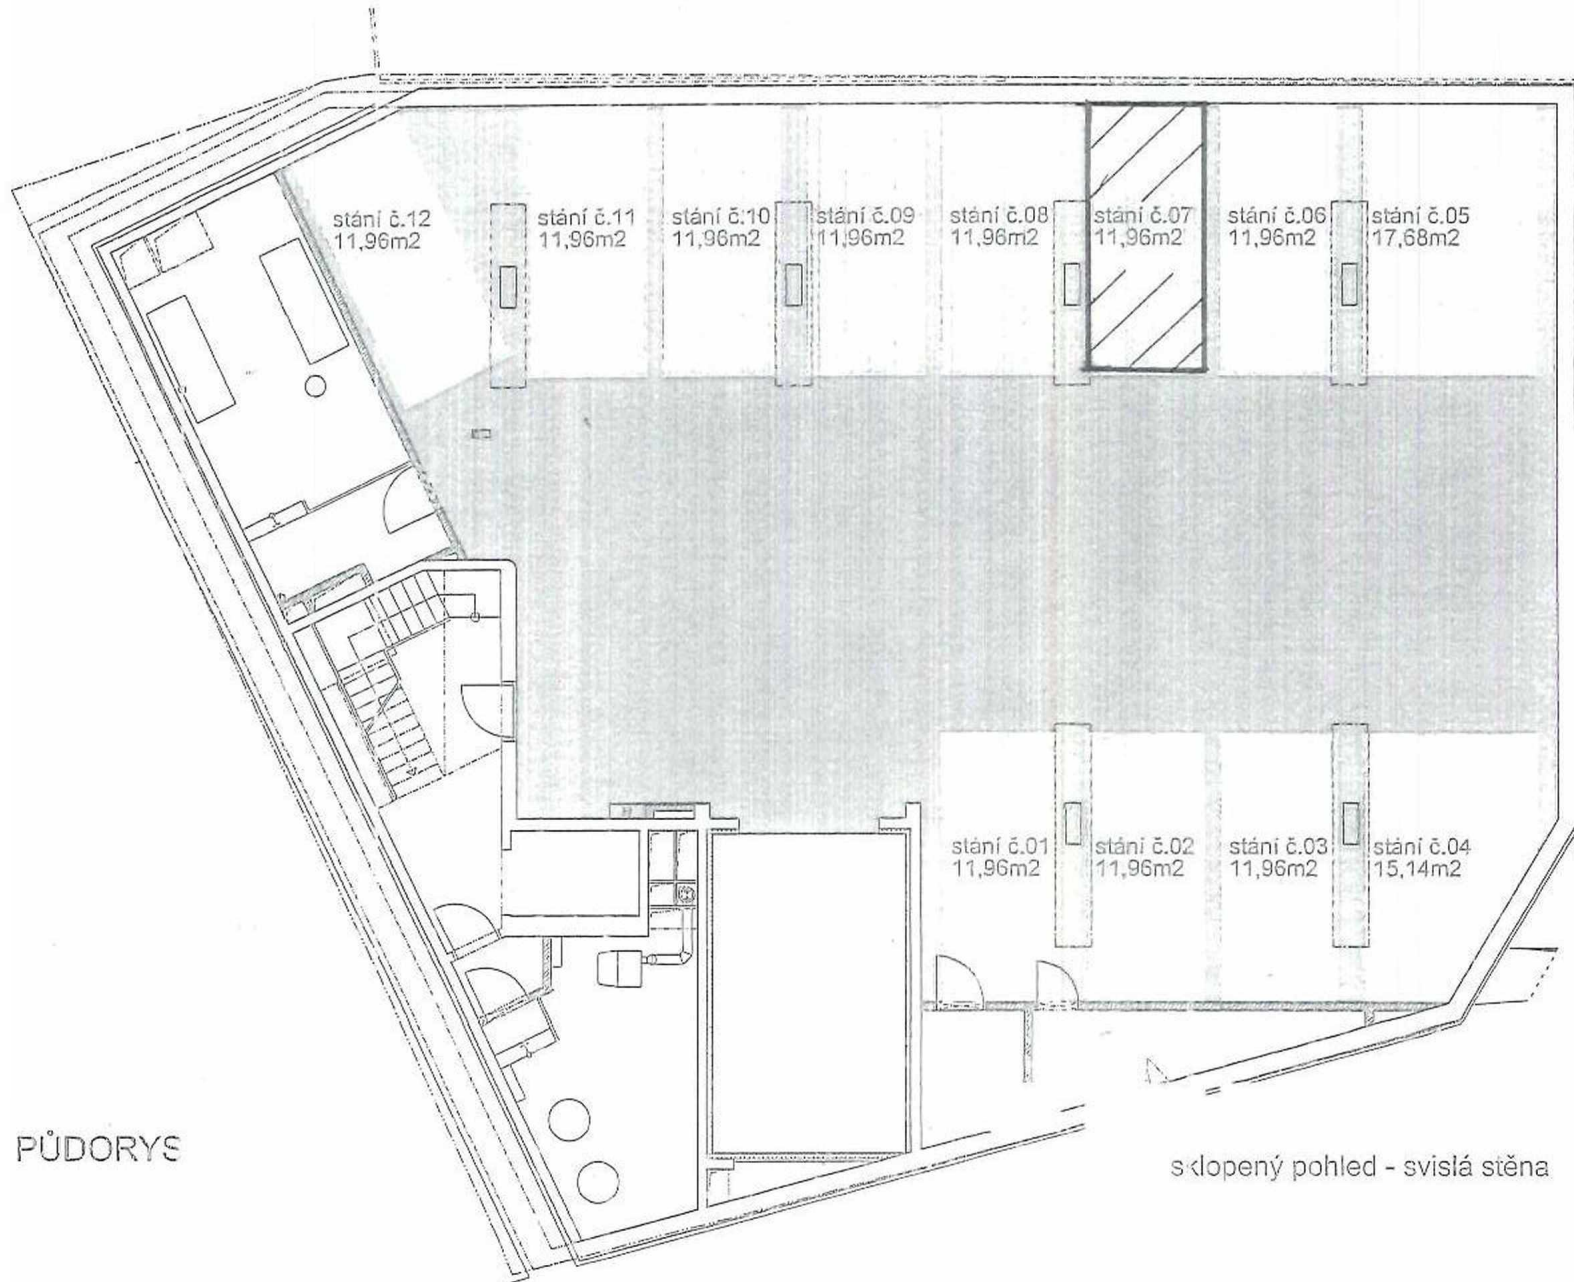 stání č.12
11,96m2
stání č.11
11,96m2
stání č.10
11,96m2
stání č.09
11,96m2
stání č.08
11,96m2
stání č.07
11,96m2
stání č.06
11,96m2
stání č.05
17,68m2
stání č.01
11,96m2
stání č.02
11,96m2
stání č.03
11,96m2
stání č.04
15,14m2
PŮDORYS
sklopený pohled - svislá stěna